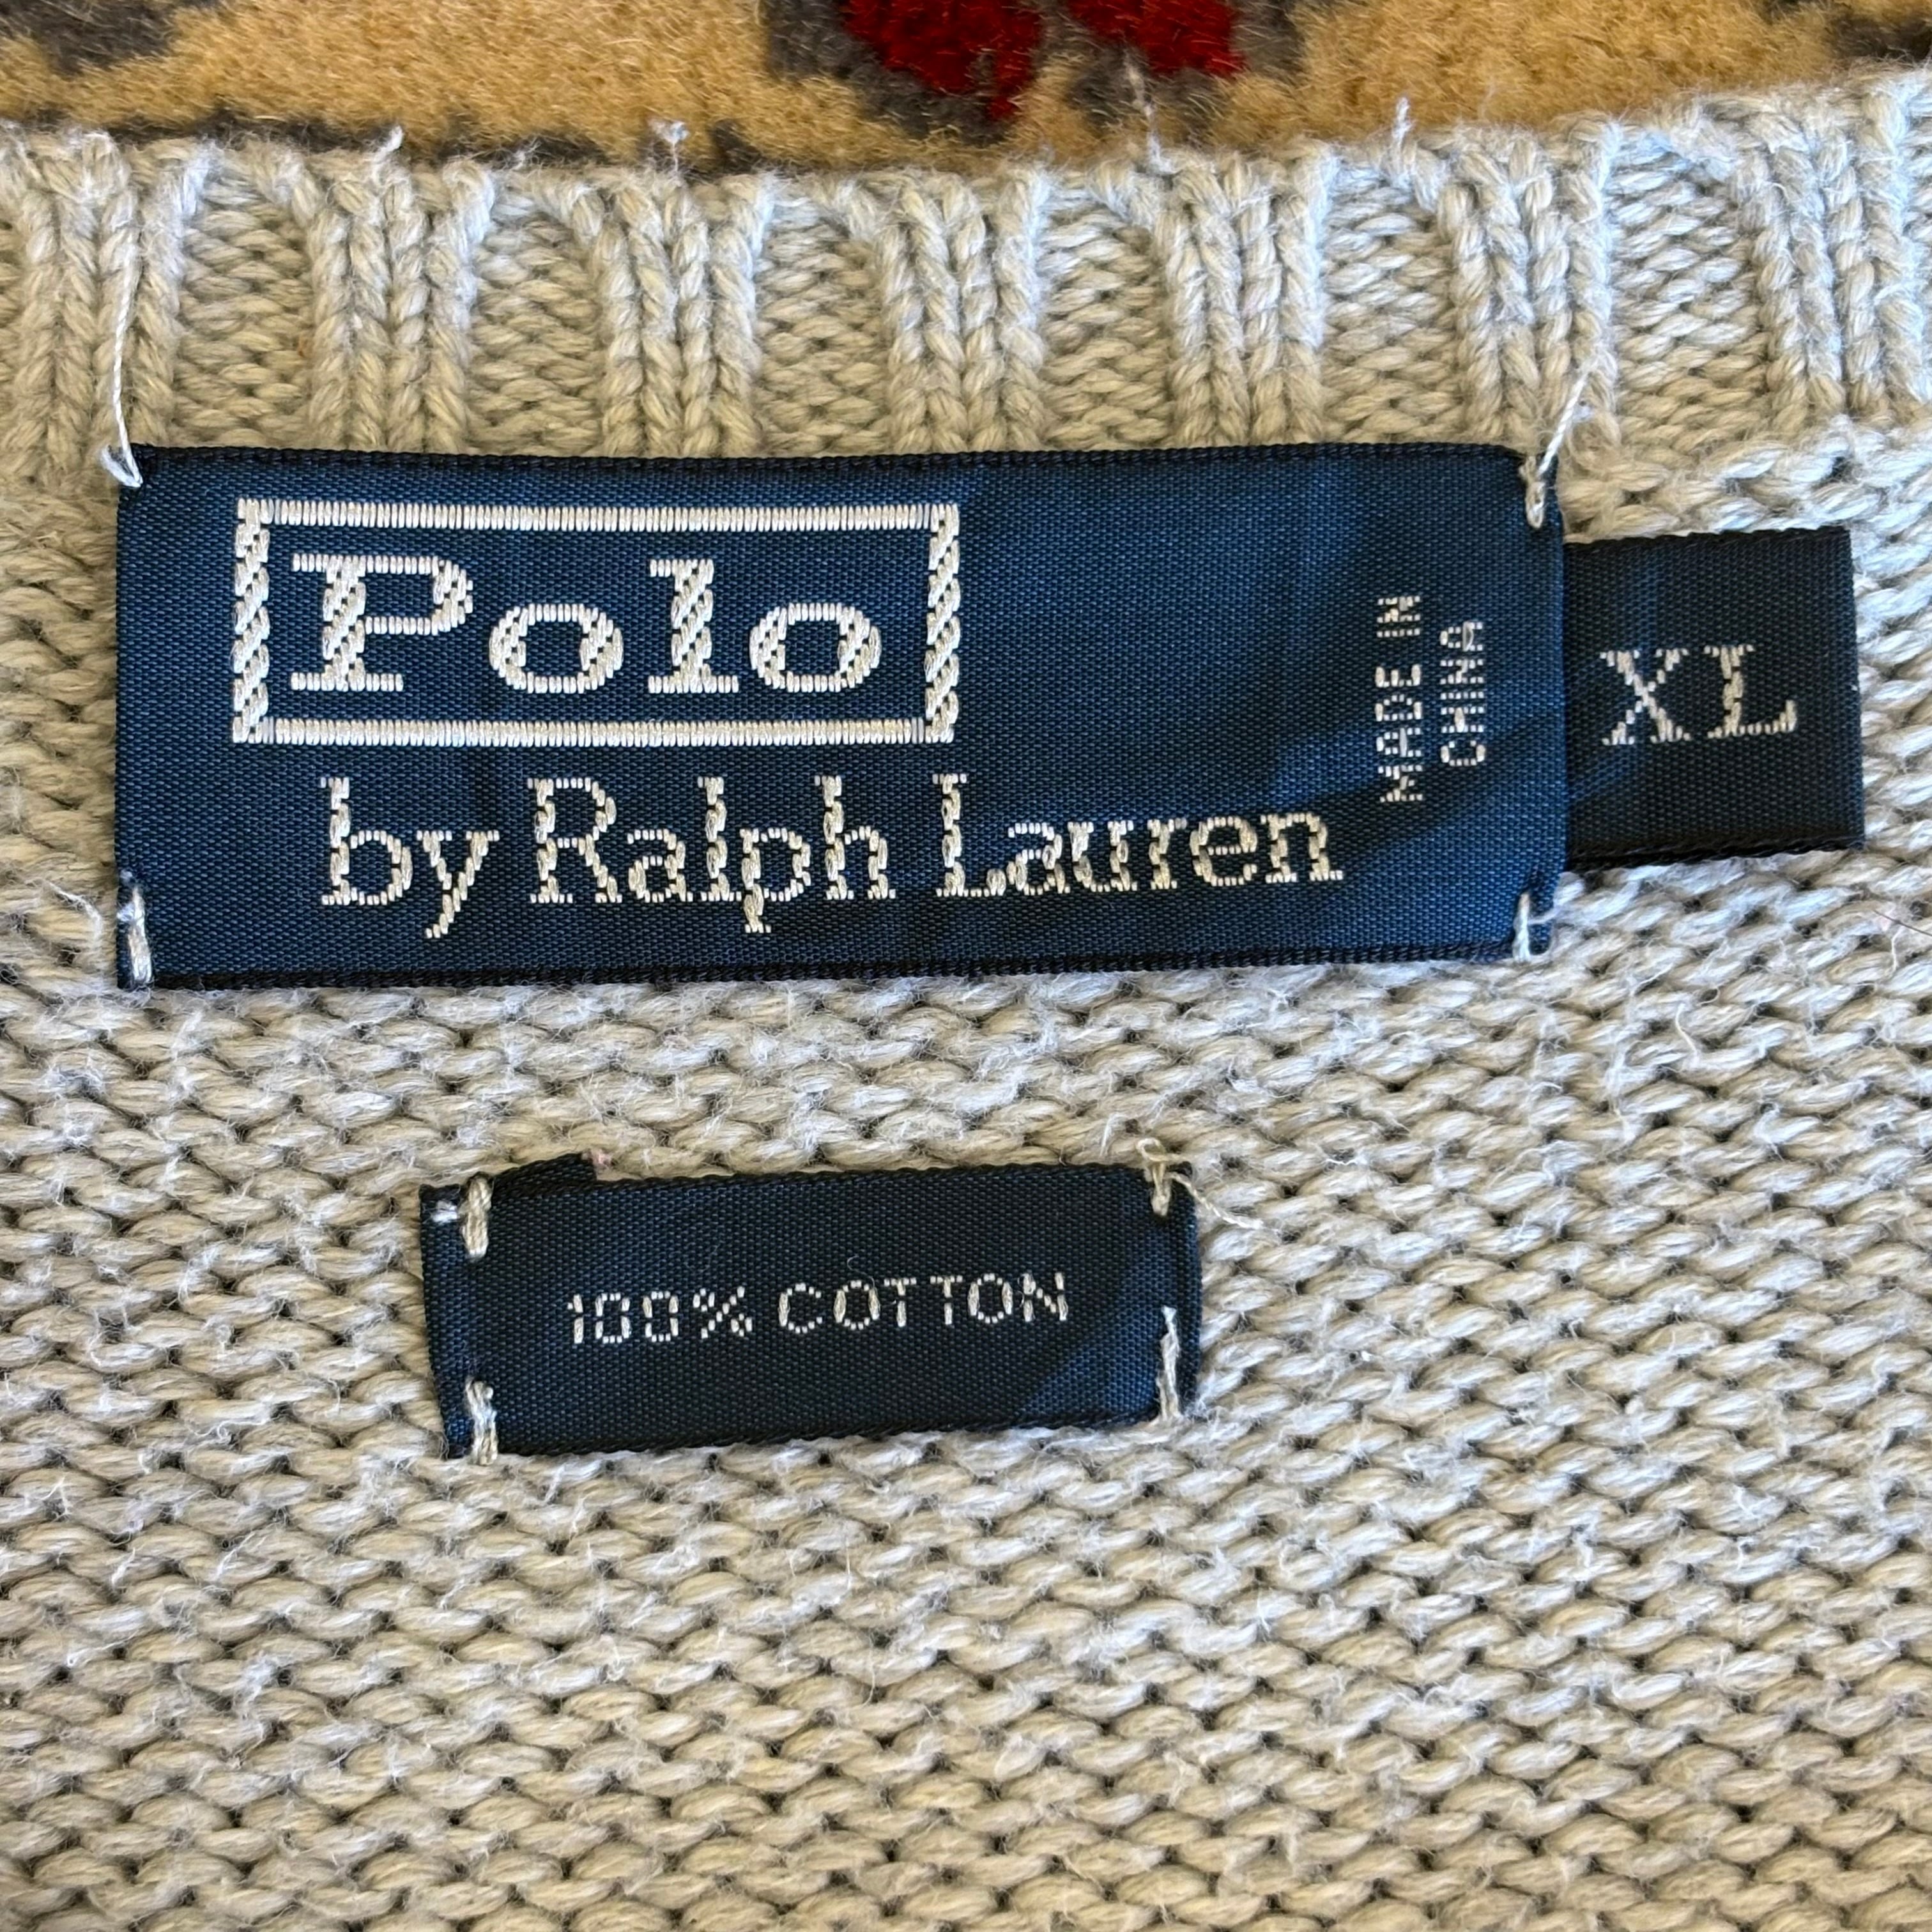 Polo
by Ralph Lauren
MADE IN
CHINA
XL
100% COTTON